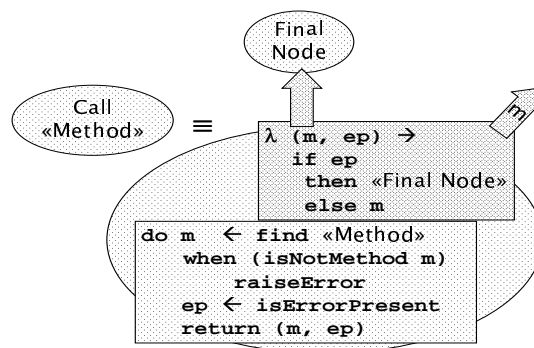 Final
Node
Call
«Method»
≡
m
λ (m, ep) →
if ep
then «Final Node»
else m
do m ← find «Method»
when (isNotMethod m)
raiseError
ep ← isErrorPresent
return (m, ep)